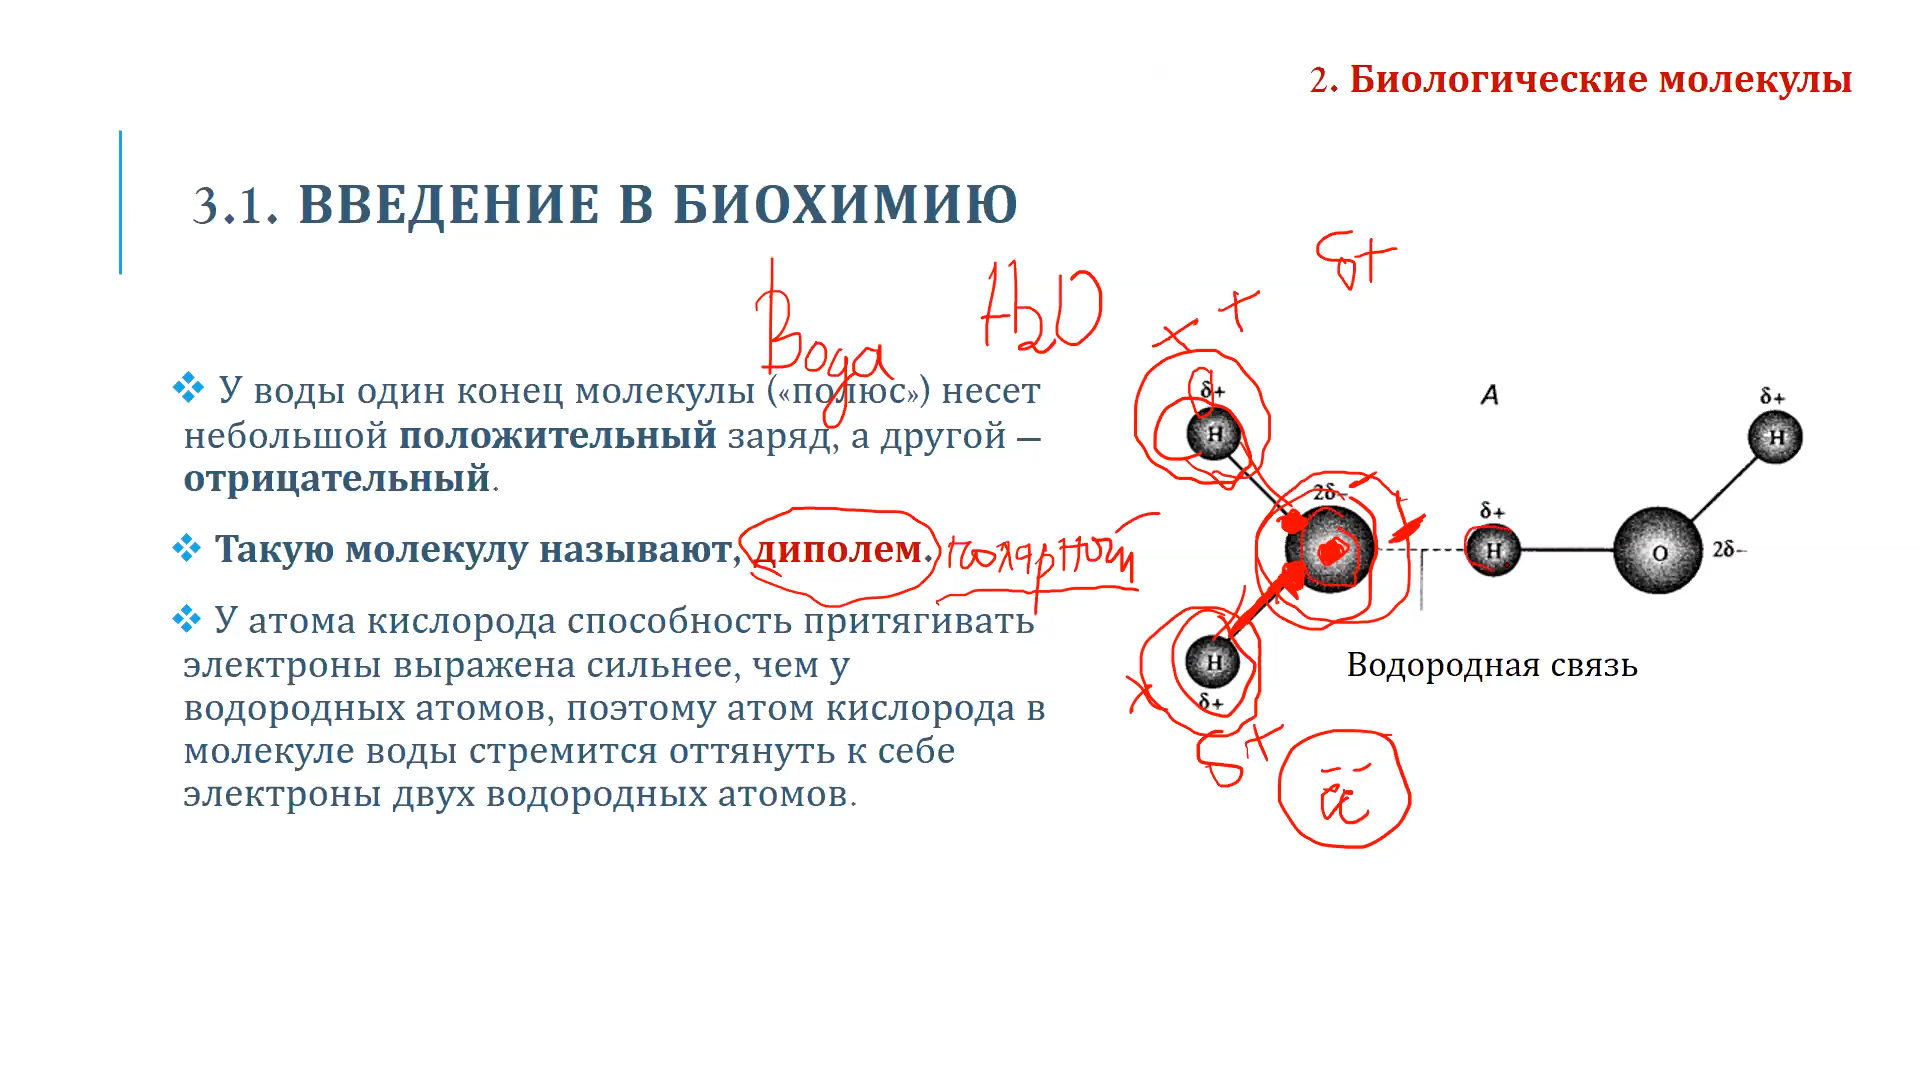 2. Биологические молекулы
3.1. ВВЕДЕНИЕ В БИОХИМИЮ
Вода
H2O
δ+
+
+
❖ У воды один конец молекулы («полюс») несет
небольшой положительный заряд, а другой —
отрицательный.
❖ Такую молекулу называют, диполем. полярной
❖ У атома кислорода способность притягивать
электроны выражена сильнее, чем у
водородных атомов, поэтому атом кислорода в
молекуле воды стремится оттянуть к себе
электроны двух водородных атомов.
δ+
H
A
δ+
H
2δ–
δ+
H
O
2δ–
H
δ+
Водородная связь
δ+